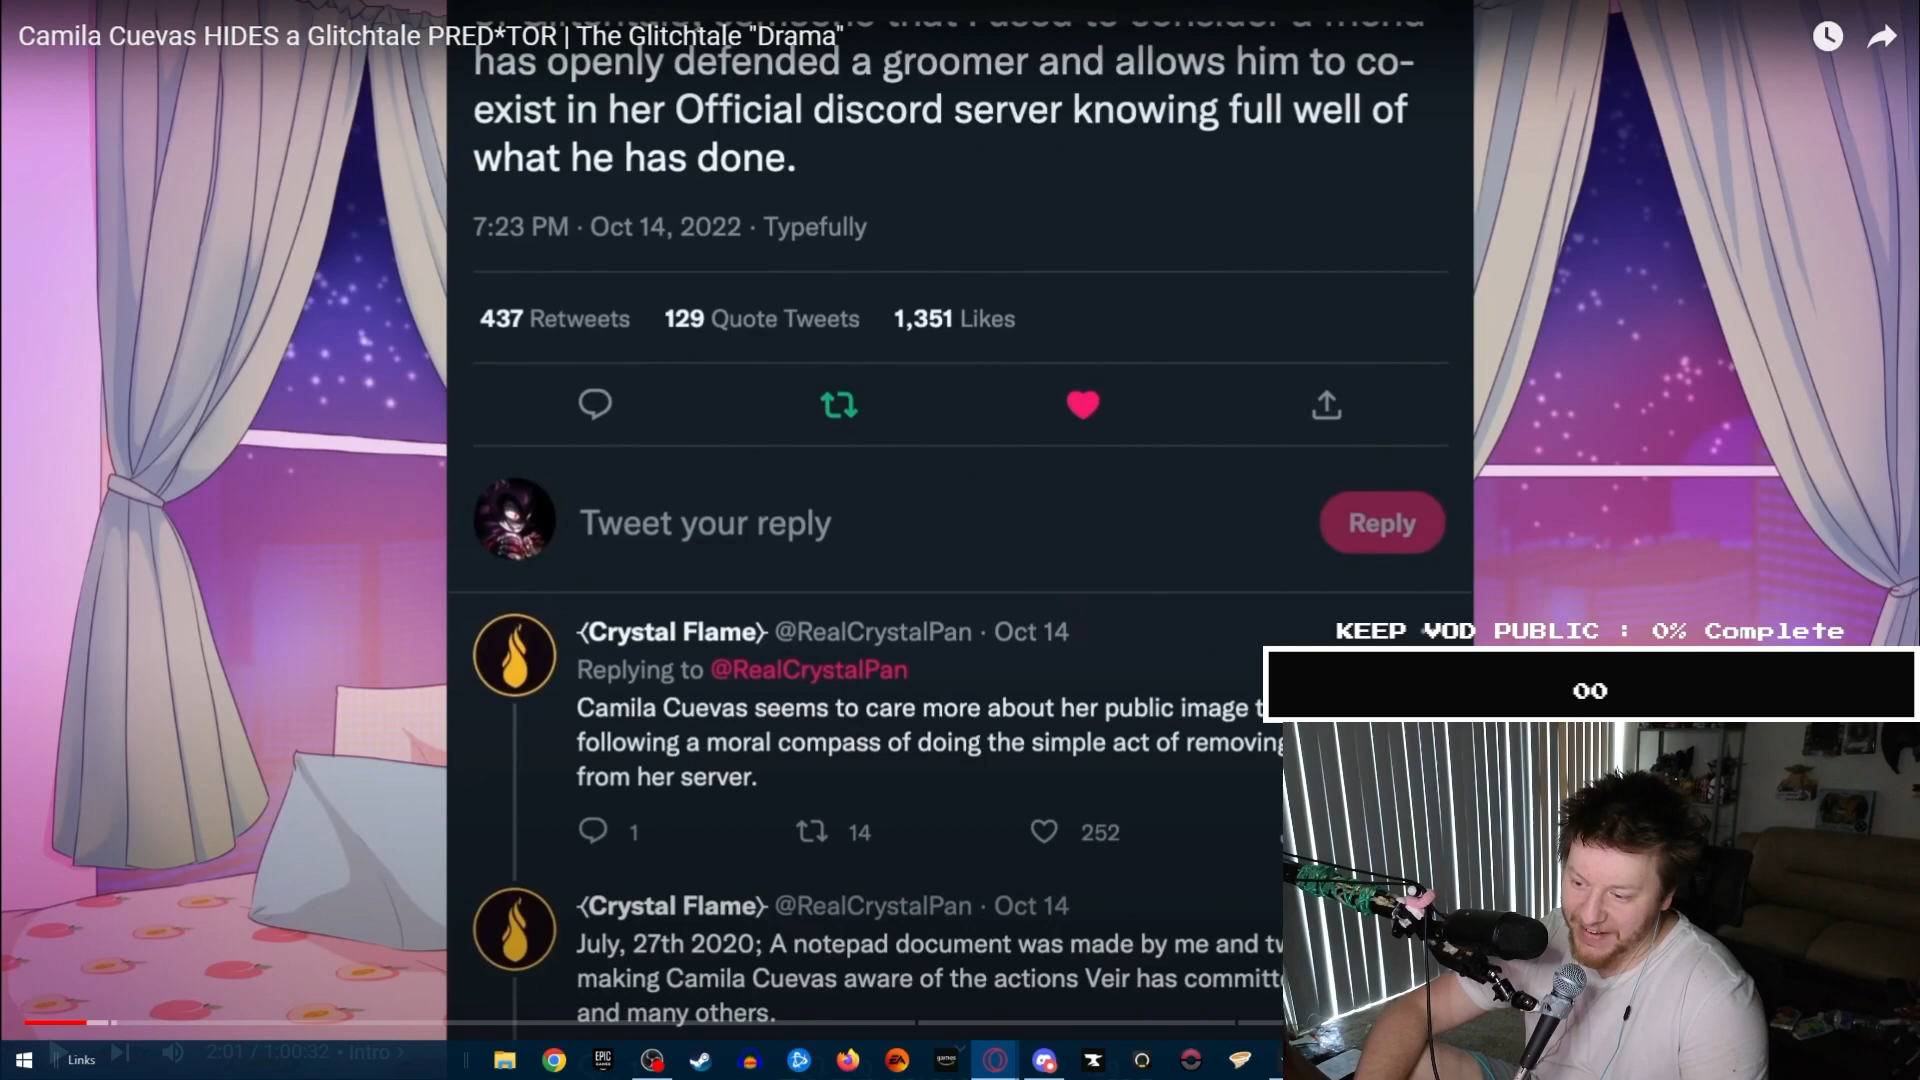 Camila Cuevas HIDES a Glitchtale PRED*TOR | The Glitchtale "Drama"
has openly defended a groomer and allows him to co-
exist in her Official discord server knowing full well of
what he has done.
7:23 PM · Oct 14, 2022 · Typefully
437 Retweets 129 Quote Tweets 1,351 Likes
Tweet your reply
Reply
-{Crystal Flame}- @RealCrystalPan · Oct 14
Replying to @RealCrystalPan
Camila Cuevas seems to care more about her public image
following a moral compass of doing the simple act of removing
from her server.
1 14 252
-{Crystal Flame}- @RealCrystalPan · Oct 14
July, 27th 2020; A notepad document was made by me and
making Camila Cuevas aware of the actions Veir has
and many others.
KEEP VOD PUBLIC : 0% Complete
00
2:01 / 1:00:32 · Intro >
Links
EPIC GAMES
EA
games